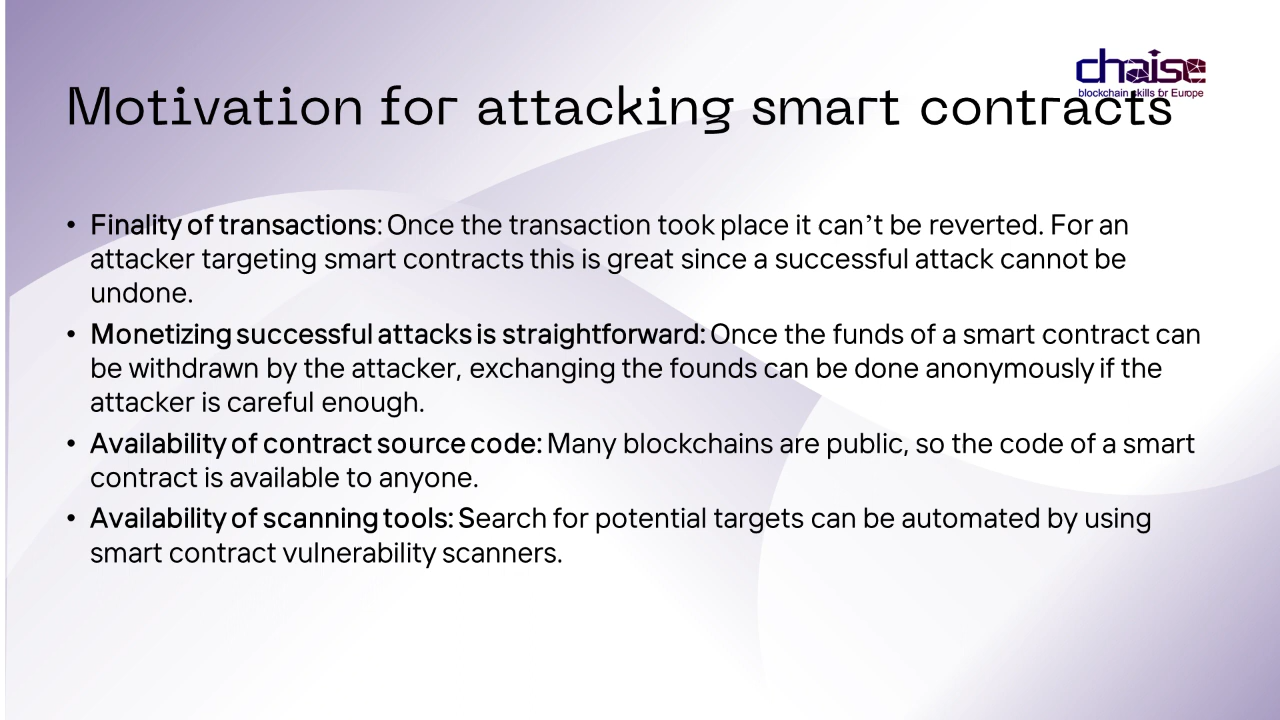 chaise
blockchain skills for Europe
Motivation for attacking smart contracts
• Finality of transactions: Once the transaction took place it can’t be reverted. For an
attacker targeting smart contracts this is great since a successful attack cannot be
undone.
• Monetizing successful attacks is straightforward: Once the funds of a smart contract can
be withdrawn by the attacker, exchanging the founds can be done anonymously if the
attacker is careful enough.
• Availability of contract source code: Many blockchains are public, so the code of a smart
contract is available to anyone.
• Availability of scanning tools: Search for potential targets can be automated by using
smart contract vulnerability scanners.